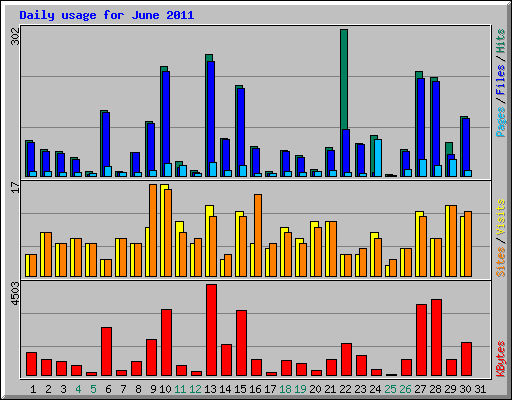 Daily usage for June 2011
302
Pages / Files / Hits
17
Sites / Visits
4503
KBytes
1 2 3 4 5 6 7 8 9 10 11 12 13 14 15 16 17 18 19 20 21 22 23 24 25 26 27 28 29 30 31